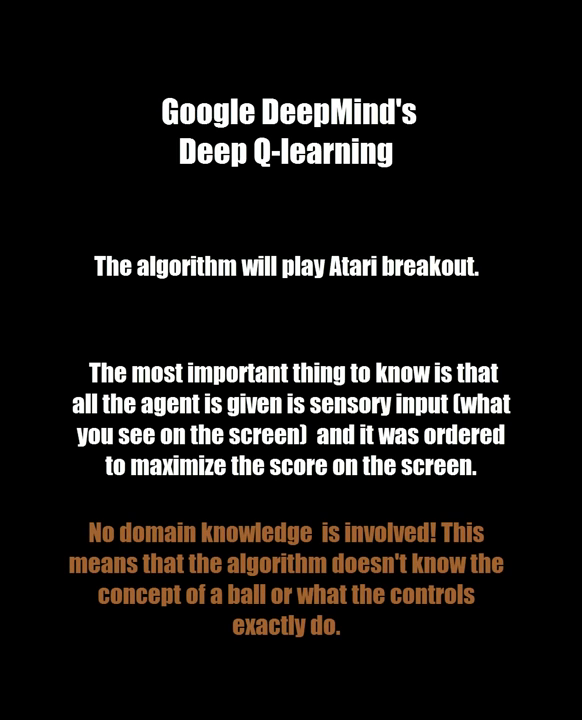 Google DeepMind's
Deep Q-learning
The algorithm will play Atari breakout.
The most important thing to know is that
all the agent is given is sensory input (what
you see on the screen)  and it was ordered
to maximize the score on the screen.
No domain knowledge  is involved! This
means that the algorithm doesn't know the
concept of a ball or what the controls
exactly do.